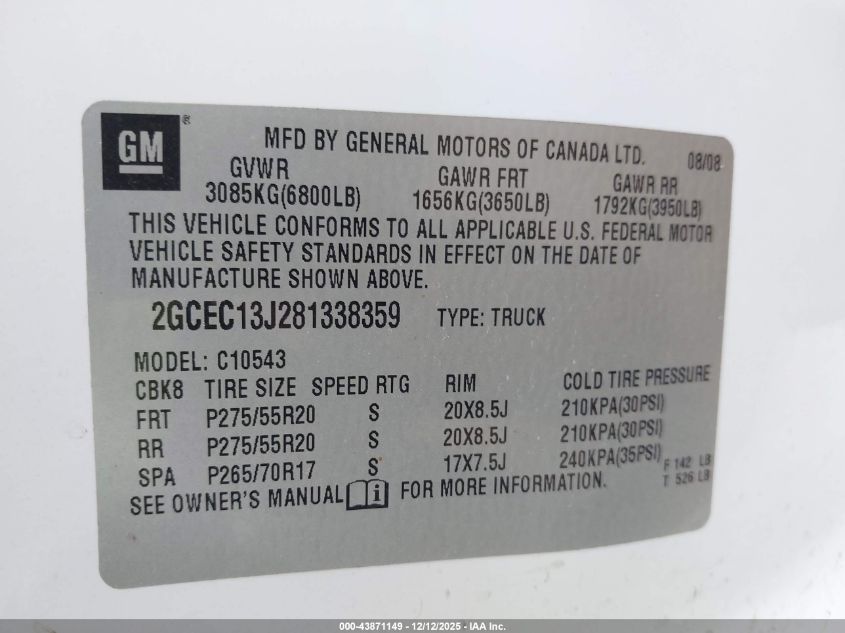 GM®
MFD BY GENERAL MOTORS OF CANADA LTD. 08/08
GVWR GAWR FRT GAWR RR
3085KG(6800LB) 1656KG(3650LB) 1792KG(3950LB)
THIS VEHICLE CONFORMS TO ALL APPLICABLE U.S. FEDERAL MOTOR
VEHICLE SAFETY STANDARDS IN EFFECT ON THE DATE OF
MANUFACTURE SHOWN ABOVE.
2GCEC13J281338359 TYPE: TRUCK
MODEL: C10543
CBK8 TIRE SIZE SPEED RTG RIM COLD TIRE PRESSURE
FRT P275/55R20 S 20X8.5J 210KPA(30PSI)
RR P275/55R20 S 20X8.5J 210KPA(30PSI)
SPA P265/70R17 S 17X7.5J 240KPA(35PSI) F 142 LB
T 526 LB
SEE OWNER'S MANUAL FOR MORE INFORMATION.
000-43871149 - 12/12/2025 - IAA Inc.